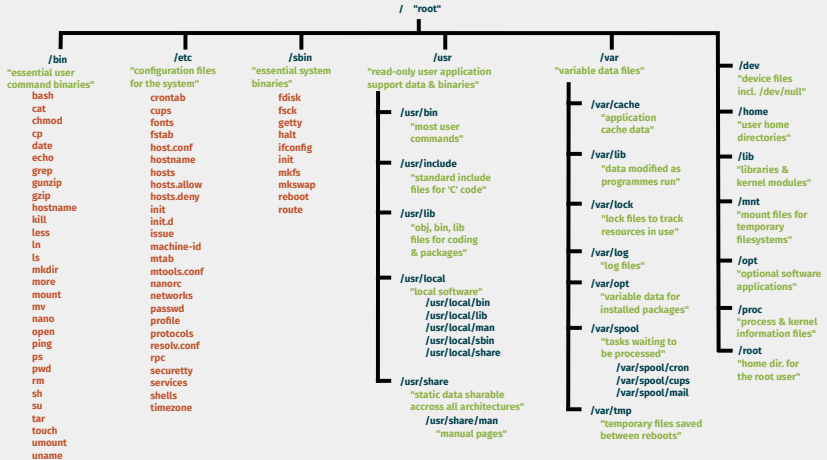 / "root"
/bin
"essential user
command binaries"
bash
cat
chmod
cp
date
echo
grep
gunzip
gzip
hostname
kill
less
ln
ls
mkdir
more
mount
mv
nano
open
ping
ps
pwd
rm
sh
su
tar
touch
umount
uname
/etc
"configuration files
for the system"
crontab
cups
fonts
fstab
host.conf
hostname
hosts
hosts.allow
hosts.deny
init
init.d
issue
machine-id
mtab
mtools.conf
nanorc
networks
passwd
profile
protocols
resolv.conf
rpc
securetty
services
shells
timezone
/sbin
"essential system
binaries"
fdisk
fsck
getty
halt
ifconfig
init
mkfs
mkswap
reboot
route
/usr
"read-only user application
support data & binaries"
/usr/bin
"most user
commands"
/usr/include
"standard include
files for 'C' code"
/usr/lib
"obj, bin, lib
files for coding
& packages"
/usr/local
"local software"
/usr/local/bin
/usr/local/lib
/usr/local/man
/usr/local/sbin
/usr/local/share
/usr/share
"static data sharable
accross all architectures"
/usr/share/man
"manual pages"
/var
"variable data files"
/var/cache
"application
cache data"
/var/lib
"data modified as
programmes run"
/var/lock
"lock files to track
resources in use"
/var/log
"log files"
/var/opt
"variable data for
installed packages"
/var/spool
"tasks waiting to
be processed"
/var/spool/cron
/var/spool/cups
/var/spool/mail
/var/tmp
"temporary files saved
between reboots"
/dev
"device files
incl. /dev/null"
/home
"user home
directories"
/lib
"libraries &
kernel modules"
/mnt
"mount files for
temporary
filesystems"
/opt
"optional software
applications"
/proc
"process & kernel
information files"
/root
"home dir. for
the root user"